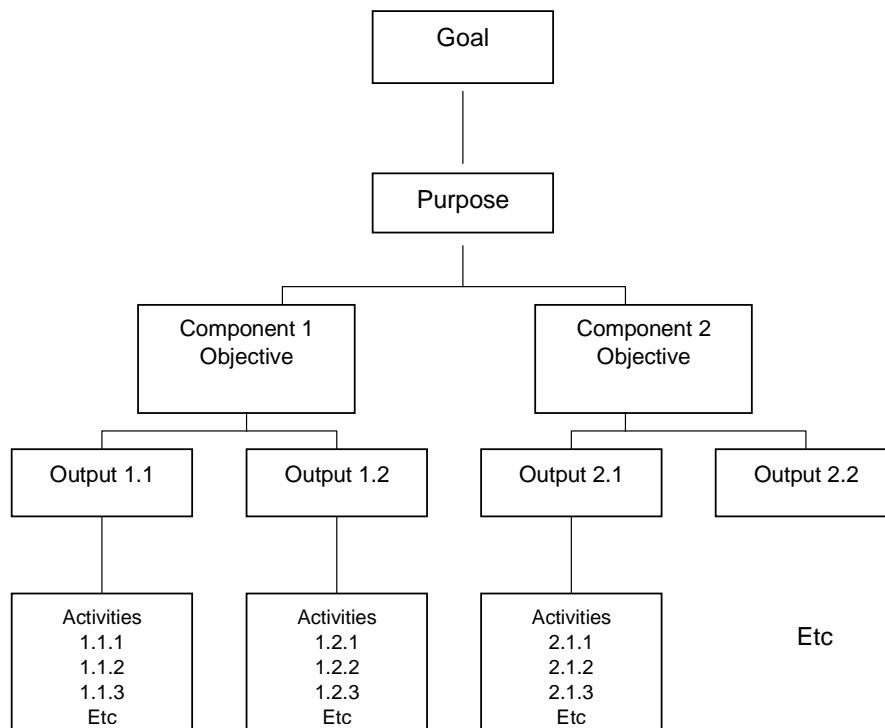 Goal
Purpose
Component 1
Objective
Component 2
Objective
Output 1.1
Output 1.2
Output 2.1
Output 2.2
Activities
1.1.1
1.1.2
1.1.3
Etc
Activities
1.2.1
1.2.2
1.2.3
Etc
Activities
2.1.1
2.1.2
2.1.3
Etc
Etc